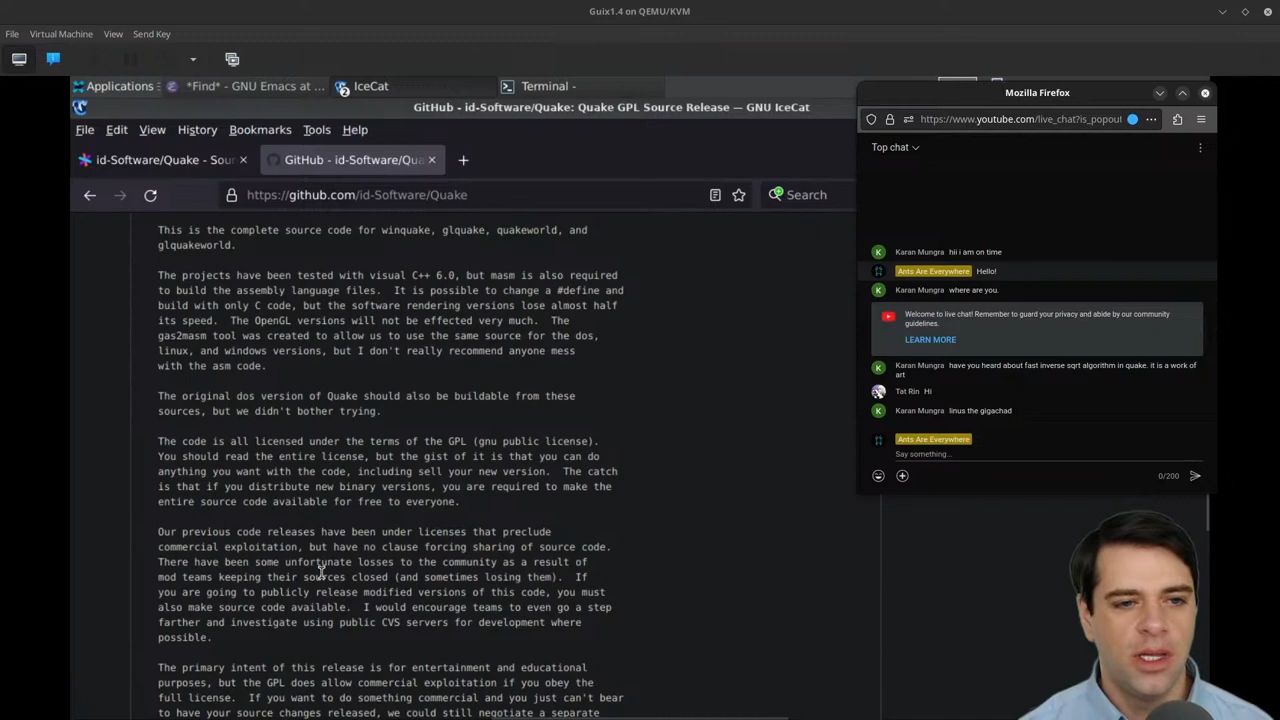 Guix1.4 on QEMU/KVM
File Virtual Machine View Send Key
Applications *Find* - GNU Emacs at ... IceCat Terminal -
GitHub - id-Software/Quake: Quake GPL Source Release — GNU IceCat
File Edit View History Bookmarks Tools Help
id-Software/Quake - Sour GitHub - id-Software/Qua
https://github.com/id-Software/Quake Search
This is the complete source code for winquake, glquake, quakeworld, and
glquakeworld.
The projects have been tested with visual C++ 6.0, but masm is also required
to build the assembly language files. It is possible to change a #define and
build with only C code, but the software rendering versions lose almost half
its speed. The OpenGL versions will not be effected very much. The
gas2masm tool was created to allow us to use the same source for the dos,
linux, and windows versions, but I don't really recommend anyone mess
with the asm code.
The original dos version of Quake should also be buildable from these
sources, but we didn't bother trying.
The code is all licensed under the terms of the GPL (gnu public license).
You should read the entire license, but the gist of it is that you can do
anything you want with the code, including sell your new version. The catch
is that if you distribute new binary versions, you are required to make the
entire source code available for free to everyone.
Our previous code releases have been under licenses that preclude
commercial exploitation, but have no clause forcing sharing of source code.
There have been some unfortunate losses to the community as a result of
mod teams keeping their sources closed (and sometimes losing them). If
you are going to publicly release modified versions of this code, you must
also make source code available. I would encourage teams to even go a step
farther and investigate using public CVS servers for development where
possible.
The primary intent of this release is for entertainment and educational
purposes, but the GPL does allow commercial exploitation if you obey the
full license. If you want to do something commercial and you just can't bear
to have your source changes released, we could still negotiate a separate
Mozilla Firefox
https://www.youtube.com/live_chat?is_popout
Top chat
Karan Mungra hii i am on time
Ants Are Everywhere Hello!
Karan Mungra where are you.
Welcome to live chat! Remember to guard your privacy and abide by our community
guidelines.
LEARN MORE
Karan Mungra have you heard about fast inverse sqrt algorithm in quake. it is a work of
art
Tat Rin Hi
Karan Mungra linus the gigachad
Ants Are Everywhere
Say something...
0/200